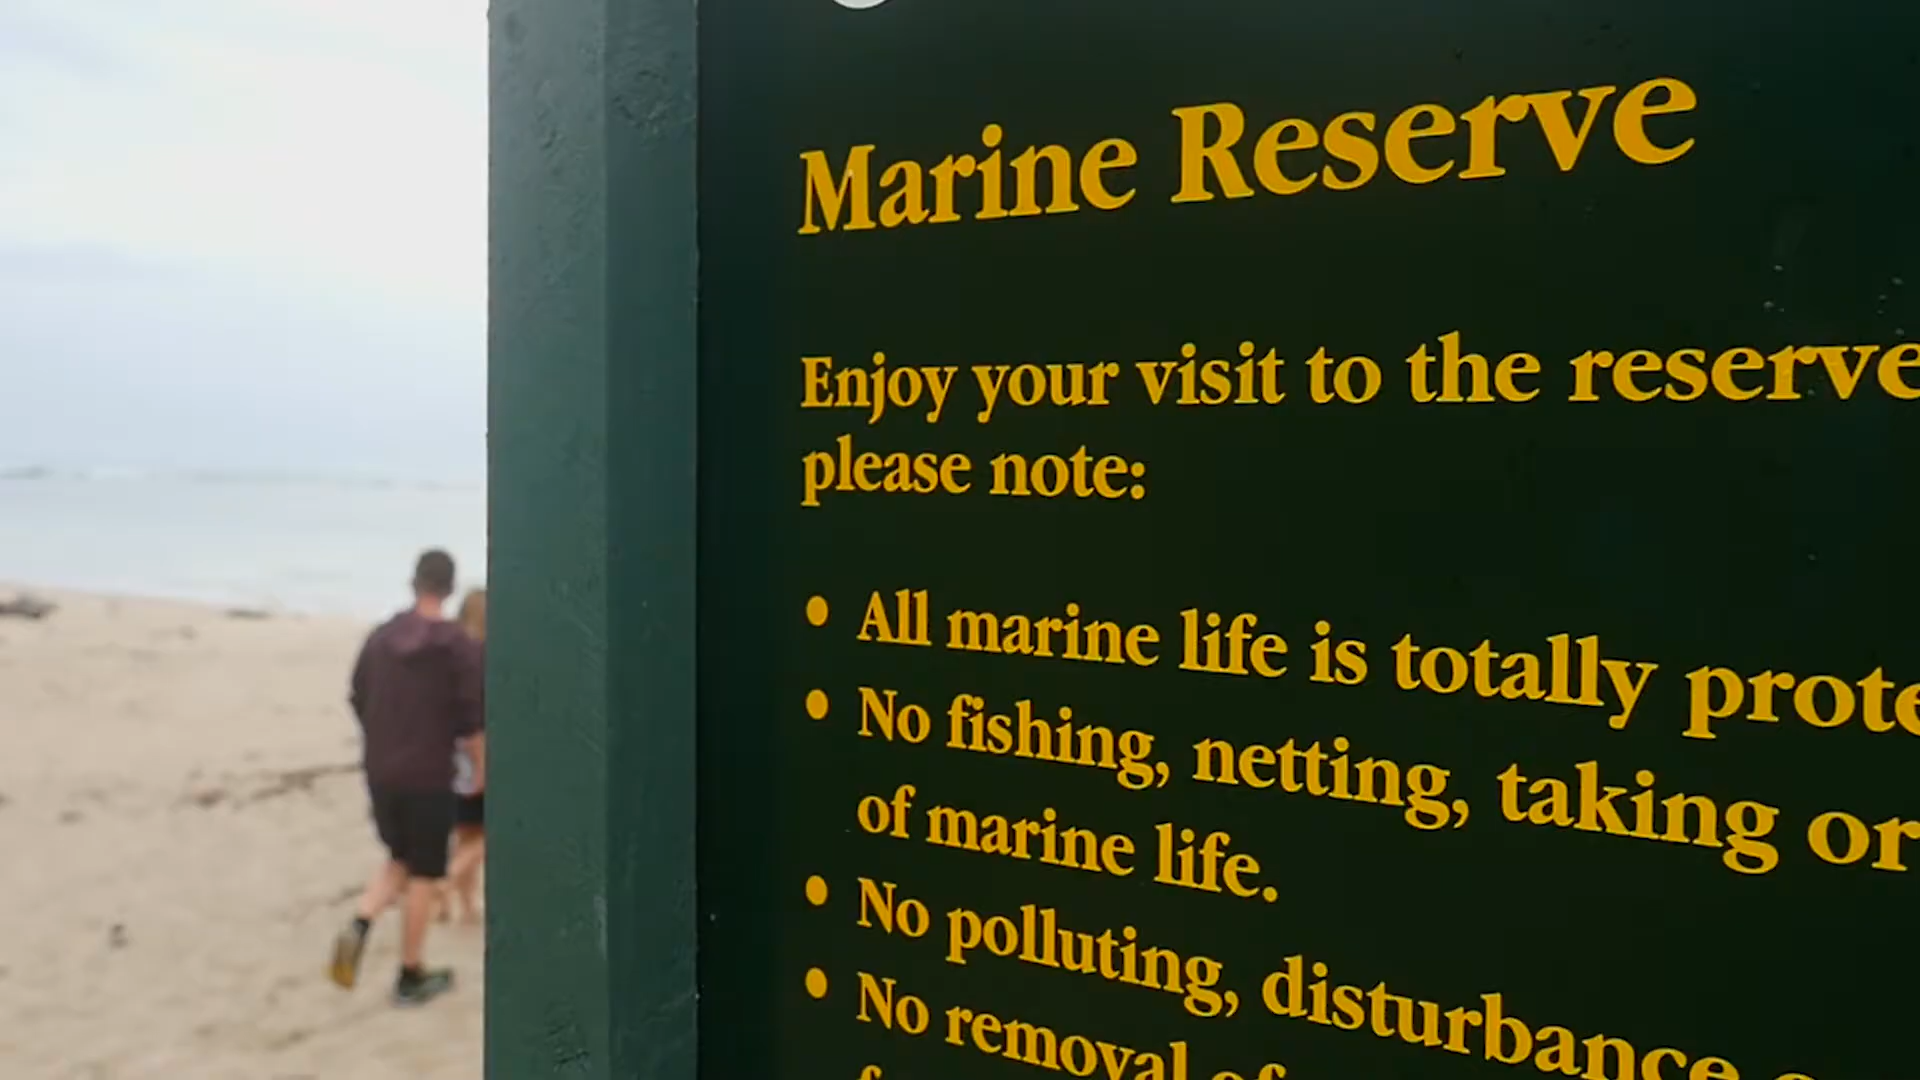 Marine Reserve
Enjoy your visit to the reserve
please note:
• All marine life is totally
• No fishing, netting, taking or
of marine life.
• No polluting, disturbance
• No removal of